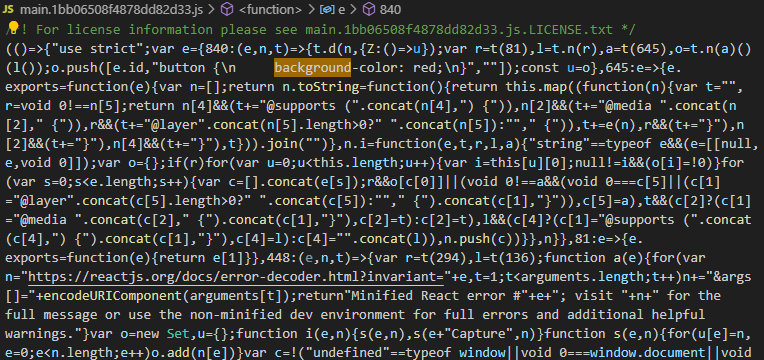 main.1bb06508f4878dd82d33.js > <function> > e > 840
/*! For license information please see main.1bb06508f4878dd82d33.js.LICENSE.txt */
(()=>{"use strict";var e={840:(e,n,t)=>{t.d(n,{Z:()=>u});var r=t(81),l=t.n(r),a=t(645),o=t.n(a)()
(l());o.push([e.id,"button {\n    background-color: red;\n}",""]);const u=o},645:e=>{e.
exports=function(e){var n=[];return n.toString=function(){return this.map((function(n){var t="",
r=void 0!==n[5];return n[4]&&(t+="@supports (".concat(n[4],") {")),n[2]&&(t+="@media ".concat(n
[2]," {")),r&&(t+="@layer".concat(n[5].length>0?" ".concat(n[5]):""," {")),t+=e(n),r&&(t+="}"),n
[2]&&(t+="}"),n[4]&&(t+="}"),t})).join("")},n.i=function(e,t,r,l,a){"string"==typeof e&&(e=[[null,
e,void 0]]);var o={};if(r)for(var u=0;u<this.length;u++){var i=this[u][0];null!=i&&(o[i]=!0)}for
(var s=0;s<e.length;s++){var c=[].concat(e[s]);r&&o[c[0]]||(void 0!==a&&(void 0===c[5]||(c[1]
="@layer".concat(c[5].length>0?" ".concat(c[5]):""," {").concat(c[1],"}")),c[5]=a),t&&(c[2]?(c[1]
="@media ".concat(c[2]," {").concat(c[1],"}"),c[2]=t):c[2]=t),l&&(c[4]?(c[1]="@supports (".concat
(c[4],") {").concat(c[1],"}"),c[4]=l):c[4]="".concat(l)),n.push(c))}},n}},81:e=>{e.
exports=function(e){return e[1]}},448:(e,n,t)=>{var r=t(294),l=t(136);function a(e){for(var
n="https://reactjs.org/docs/error-decoder.html?invariant="+e,t=1;t<arguments.length;t++)n+="&args
[]="+encodeURIComponent(arguments[t]);return"Minified React error #"+e+"; visit "+n+" for the
full message or use the non-minified dev environment for full errors and additional helpful
warnings."}var o=new Set,u={};function i(e,n){s(e,n),s(e+"Capture",n)}function s(e,n){for(u[e]=n,
e=0;e<n.length;e++)o.add(n[e])}var c=!("undefined"==typeof window||void 0===window.document||void